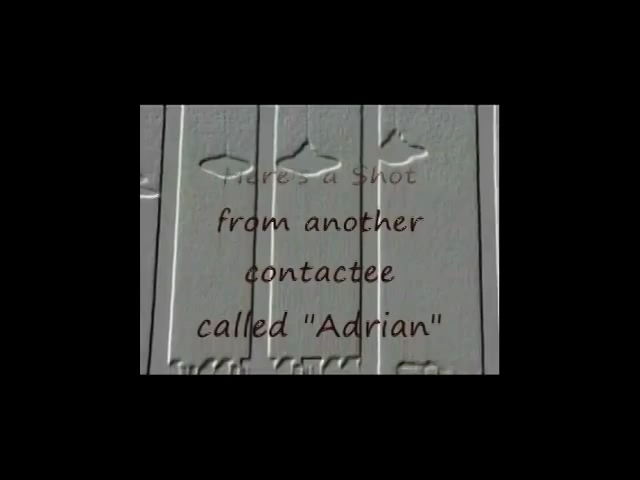 Here's a Shot
from another
contactee
called "Adrian"